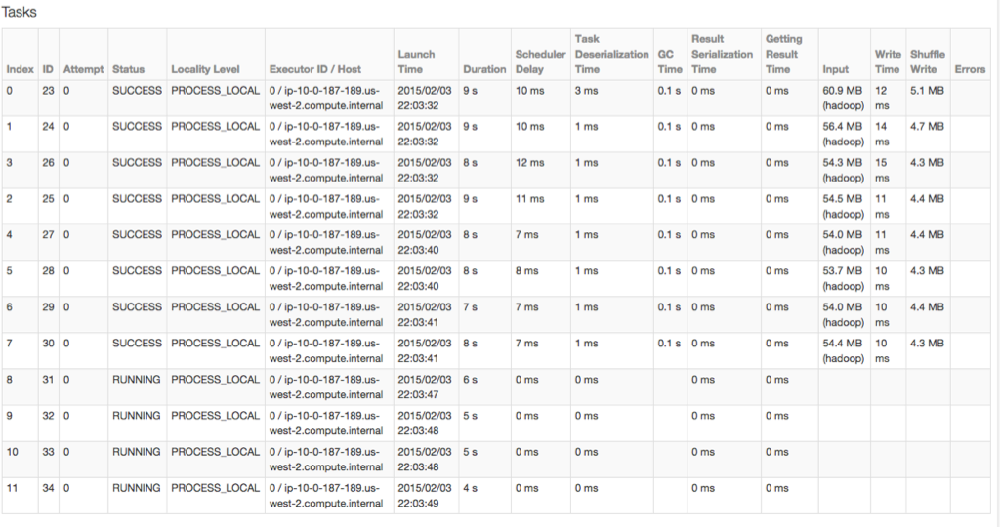 Tasks
Index ID Attempt Status Locality Level Executor ID / Host Launch Time Duration Scheduler Delay Task Deserialization Time GC Time Result Serialization Time Getting Result Time Input Write Time Shuffle Write Errors
0 23 0 SUCCESS PROCESS_LOCAL 0 / ip-10-0-187-189.us- 2015/02/03 9 s 10 ms 3 ms 0.1 s 0 ms 0 ms 60.9 MB 12 5.1 MB
west-2.compute.internal 22:03:32 (hadoop) ms
1 24 0 SUCCESS PROCESS_LOCAL 0 / ip-10-0-187-189.us- 2015/02/03 9 s 10 ms 1 ms 0.1 s 0 ms 0 ms 56.4 MB 14 4.7 MB
west-2.compute.internal 22:03:32 (hadoop) ms
3 26 0 SUCCESS PROCESS_LOCAL 0 / ip-10-0-187-189.us- 2015/02/03 8 s 12 ms 1 ms 0.1 s 0 ms 0 ms 54.3 MB 15 4.3 MB
west-2.compute.internal 22:03:32 (hadoop) ms
2 25 0 SUCCESS PROCESS_LOCAL 0 / ip-10-0-187-189.us- 2015/02/03 9 s 11 ms 1 ms 0.1 s 0 ms 0 ms 54.5 MB 11 4.4 MB
west-2.compute.internal 22:03:32 (hadoop) ms
4 27 0 SUCCESS PROCESS_LOCAL 0 / ip-10-0-187-189.us- 2015/02/03 8 s 7 ms 1 ms 0.1 s 0 ms 0 ms 54.0 MB 11 4.4 MB
west-2.compute.internal 22:03:40 (hadoop) ms
5 28 0 SUCCESS PROCESS_LOCAL 0 / ip-10-0-187-189.us- 2015/02/03 8 s 8 ms 1 ms 0.1 s 0 ms 0 ms 53.7 MB 10 4.3 MB
west-2.compute.internal 22:03:40 (hadoop) ms
6 29 0 SUCCESS PROCESS_LOCAL 0 / ip-10-0-187-189.us- 2015/02/03 7 s 7 ms 1 ms 0.1 s 0 ms 0 ms 54.0 MB 10 4.4 MB
west-2.compute.internal 22:03:41 (hadoop) ms
7 30 0 SUCCESS PROCESS_LOCAL 0 / ip-10-0-187-189.us- 2015/02/03 8 s 7 ms 1 ms 0.1 s 0 ms 0 ms 54.4 MB 10 4.3 MB
west-2.compute.internal 22:03:41 (hadoop) ms
8 31 0 RUNNING PROCESS_LOCAL 0 / ip-10-0-187-189.us- 2015/02/03 6 s 0 ms 0 ms 0 ms 0 ms
west-2.compute.internal 22:03:47
9 32 0 RUNNING PROCESS_LOCAL 0 / ip-10-0-187-189.us- 2015/02/03 5 s 0 ms 0 ms 0 ms 0 ms
west-2.compute.internal 22:03:48
10 33 0 RUNNING PROCESS_LOCAL 0 / ip-10-0-187-189.us- 2015/02/03 5 s 0 ms 0 ms 0 ms 0 ms
west-2.compute.internal 22:03:48
11 34 0 RUNNING PROCESS_LOCAL 0 / ip-10-0-187-189.us- 2015/02/03 4 s 0 ms 0 ms 0 ms 0 ms
west-2.compute.internal 22:03:49